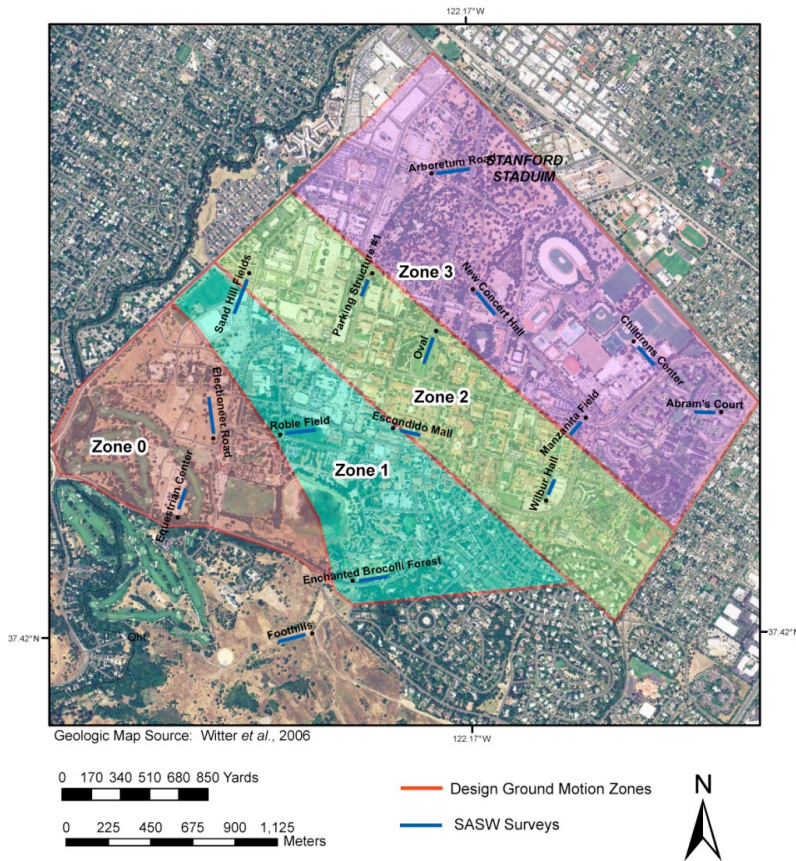 122.17°W
Arboretum Road
STANFORD
STADUIM
Sand Hill Fields
Parking Structure #1
Zone 3
New Concert Hall
Oval
Childrens Center
Zone 2
Abram's Court
Electioneer Road
Roble Field
Escondido Mall
Manzanita Field
Zone 0
Zone 1
Equestrian Center
Wilbur Hall
Enchanted Brocolli Forest
Foothills
Qhf
37.42°N
37.42°N
Geologic Map Source: Witter et al., 2006
122.17°W
0 170 340 510 680 850 Yards
Design Ground Motion Zones
N
0 225 450 675 900 1,125
Meters
SASW Surveys